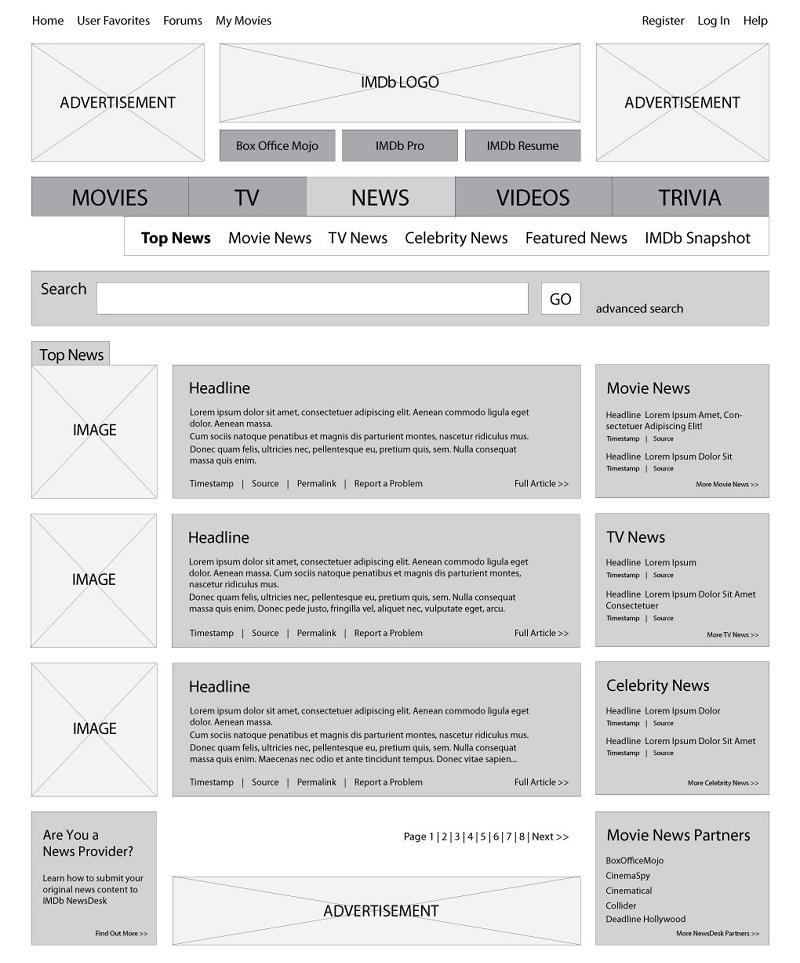 Home User Favorites Forums My Movies Register Log In Help
ADVERTISEMENT
IMDb LOGO
ADVERTISEMENT
Box Office Mojo IMDb Pro IMDb Resume
MOVIES TV NEWS VIDEOS TRIVIA
Top News Movie News TV News Celebrity News Featured News IMDb Snapshot
Search
GO
advanced search
Top News
IMAGE
Headline
Lorem ipsum dolor sit amet, consectetuer adipiscing elit. Aenean commodo ligula eget
dolor. Aenean massa.
Cum sociis natoque penatibus et magnis dis parturient montes, nascetur ridiculus mus.
Donec quam felis, ultricies nec, pellentesque eu, pretium quis, sem. Nulla consequat
massa quis enim.
Timestamp | Source | Permalink | Report a Problem Full Article >>
Movie News
Headline Lorem Ipsum Amet, Con-
sectetuer Adipiscing Elit!
Timestamp | Source
Headline Lorem Ipsum Dolor Sit
Timestamp | Source
More Movie News >>
IMAGE
Headline
Lorem ipsum dolor sit amet, consectetuer adipiscing elit. Aenean commodo ligula eget
dolor. Aenean massa. Cum sociis natoque penatibus et magnis dis parturient montes,
nascetur ridiculus mus.
Donec quam felis, ultricies nec, pellentesque eu, pretium quis, sem. Nulla consequat
massa quis enim. Donec pede justo, fringilla vel, aliquet nec, vulputate eget, arcu.
Timestamp | Source | Permalink | Report a Problem Full Article >>
TV News
Headline Lorem Ipsum
Timestamp | Source
Headline Lorem Ipsum Dolor Sit Amet
Consectetuer
Timestamp | Source
More TV News >>
IMAGE
Headline
Lorem ipsum dolor sit amet, consectetuer adipiscing elit. Aenean commodo ligula eget
dolor. Aenean massa.
Cum sociis natoque penatibus et magnis dis parturient montes, nascetur ridiculus mus.
Donec quam felis, ultricies nec, pellentesque eu, pretium quis, sem. Nulla consequat
massa quis enim. Maecenas nec odio et ante tincidunt tempus. Donec vitae sapien...
Timestamp | Source | Permalink | Report a Problem Full Article >>
Celebrity News
Headline Lorem Ipsum Dolor
Timestamp | Source
Headline Lorem Ipsum Dolor Sit Amet
Timestamp | Source
More Celebrity News >>
Are You a
News Provider?
Learn how to submit your
original news content to
IMDb NewsDesk
Find Out More >>
Page 1 | 2 | 3 | 4 | 5 | 6 | 7 | 8 | Next >>
ADVERTISEMENT
Movie News Partners
BoxOfficeMojo
CinemaSpy
Cinematical
Collider
Deadline Hollywood
More NewsDesk Partners >>